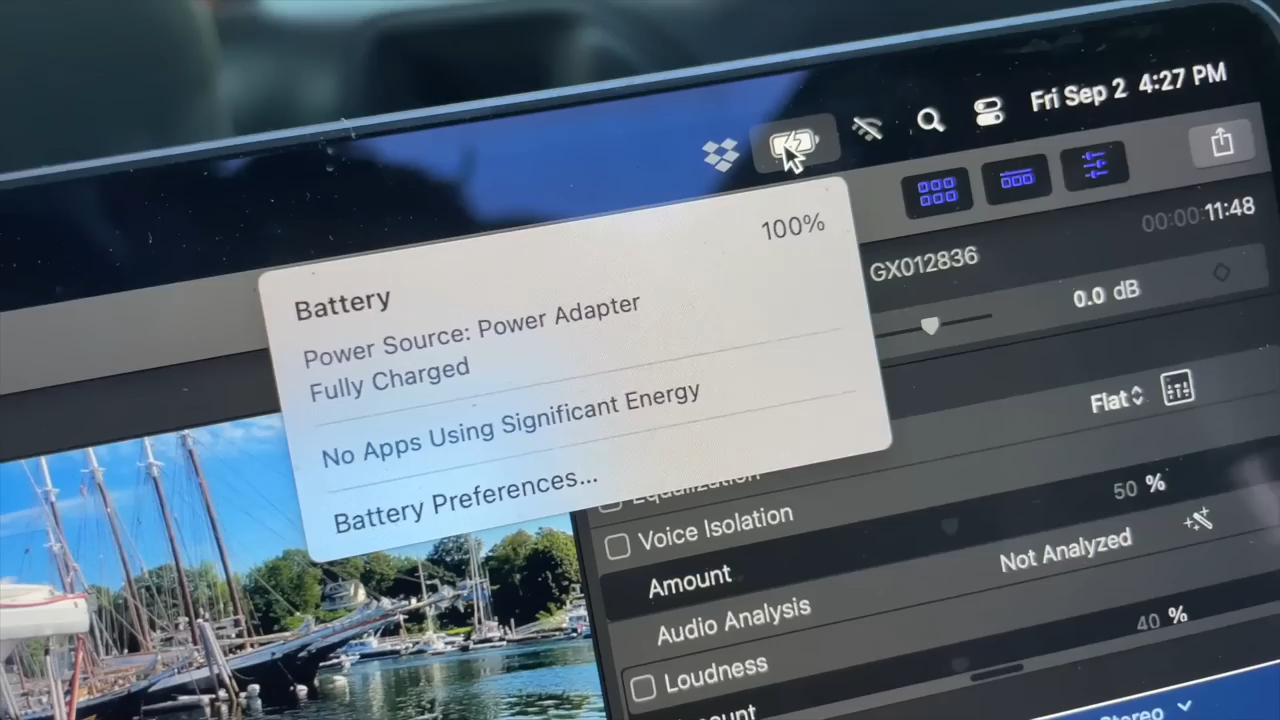 Fri Sep 2 4:27 PM
00:00:11:48
GX012836
0.0 dB
Battery 100%
Power Source: Power Adapter
Fully Charged
No Apps Using Significant Energy
Battery Preferences...
Flat
Equalization
50 %
Voice Isolation
Amount
Not Analyzed
Audio Analysis
40 %
Loudness
Amount
Stereo